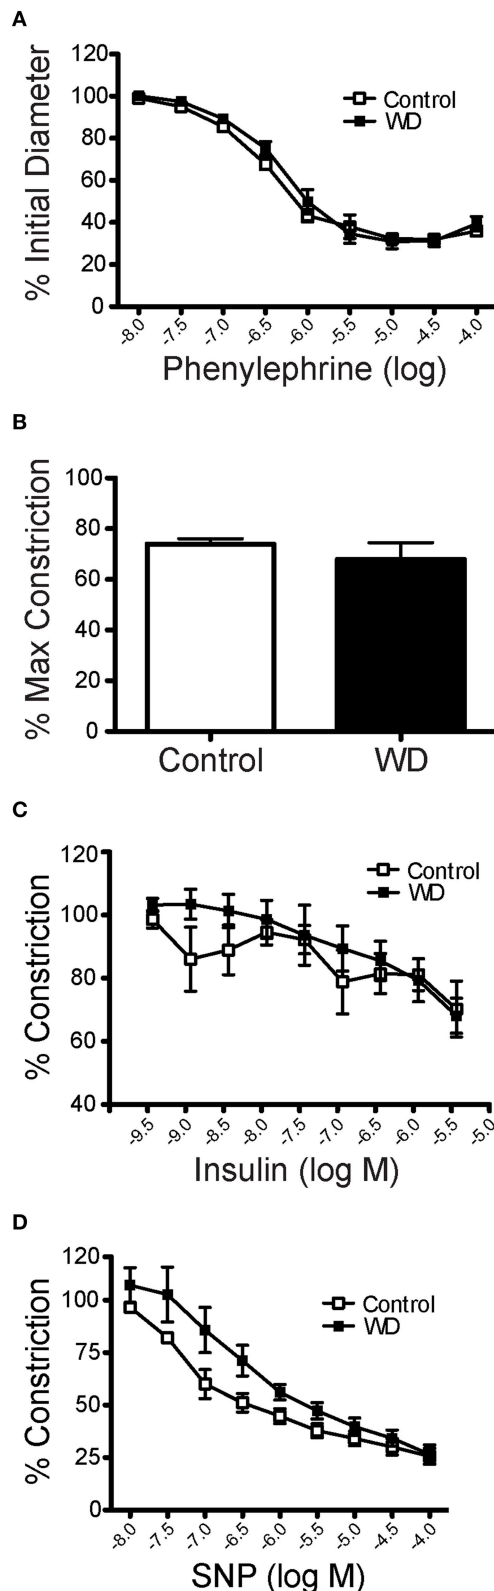 A
% Initial Diameter
120
100
80
60
40
20
0
Control
WD
-8.0 -7.5 -7.0 -6.5 -6.0 -5.5 -5.0 -4.5 -4.0
Phenylephrine (log)
B
% Max Constriction
100
80
60
40
20
0
Control WD
C
% Constriction
120
100
80
60
40
Control
WD
-9.5 -9.0 -8.5 -8.0 -7.5 -7.0 -6.5 -6.0 -5.5 -5.0
Insulin (log M)
D
% Constriction
120
100
75
50
25
0
Control
WD
-8.0 -7.5 -7.0 -6.5 -6.0 -5.5 -5.0 -4.5 -4.0
SNP (log M)